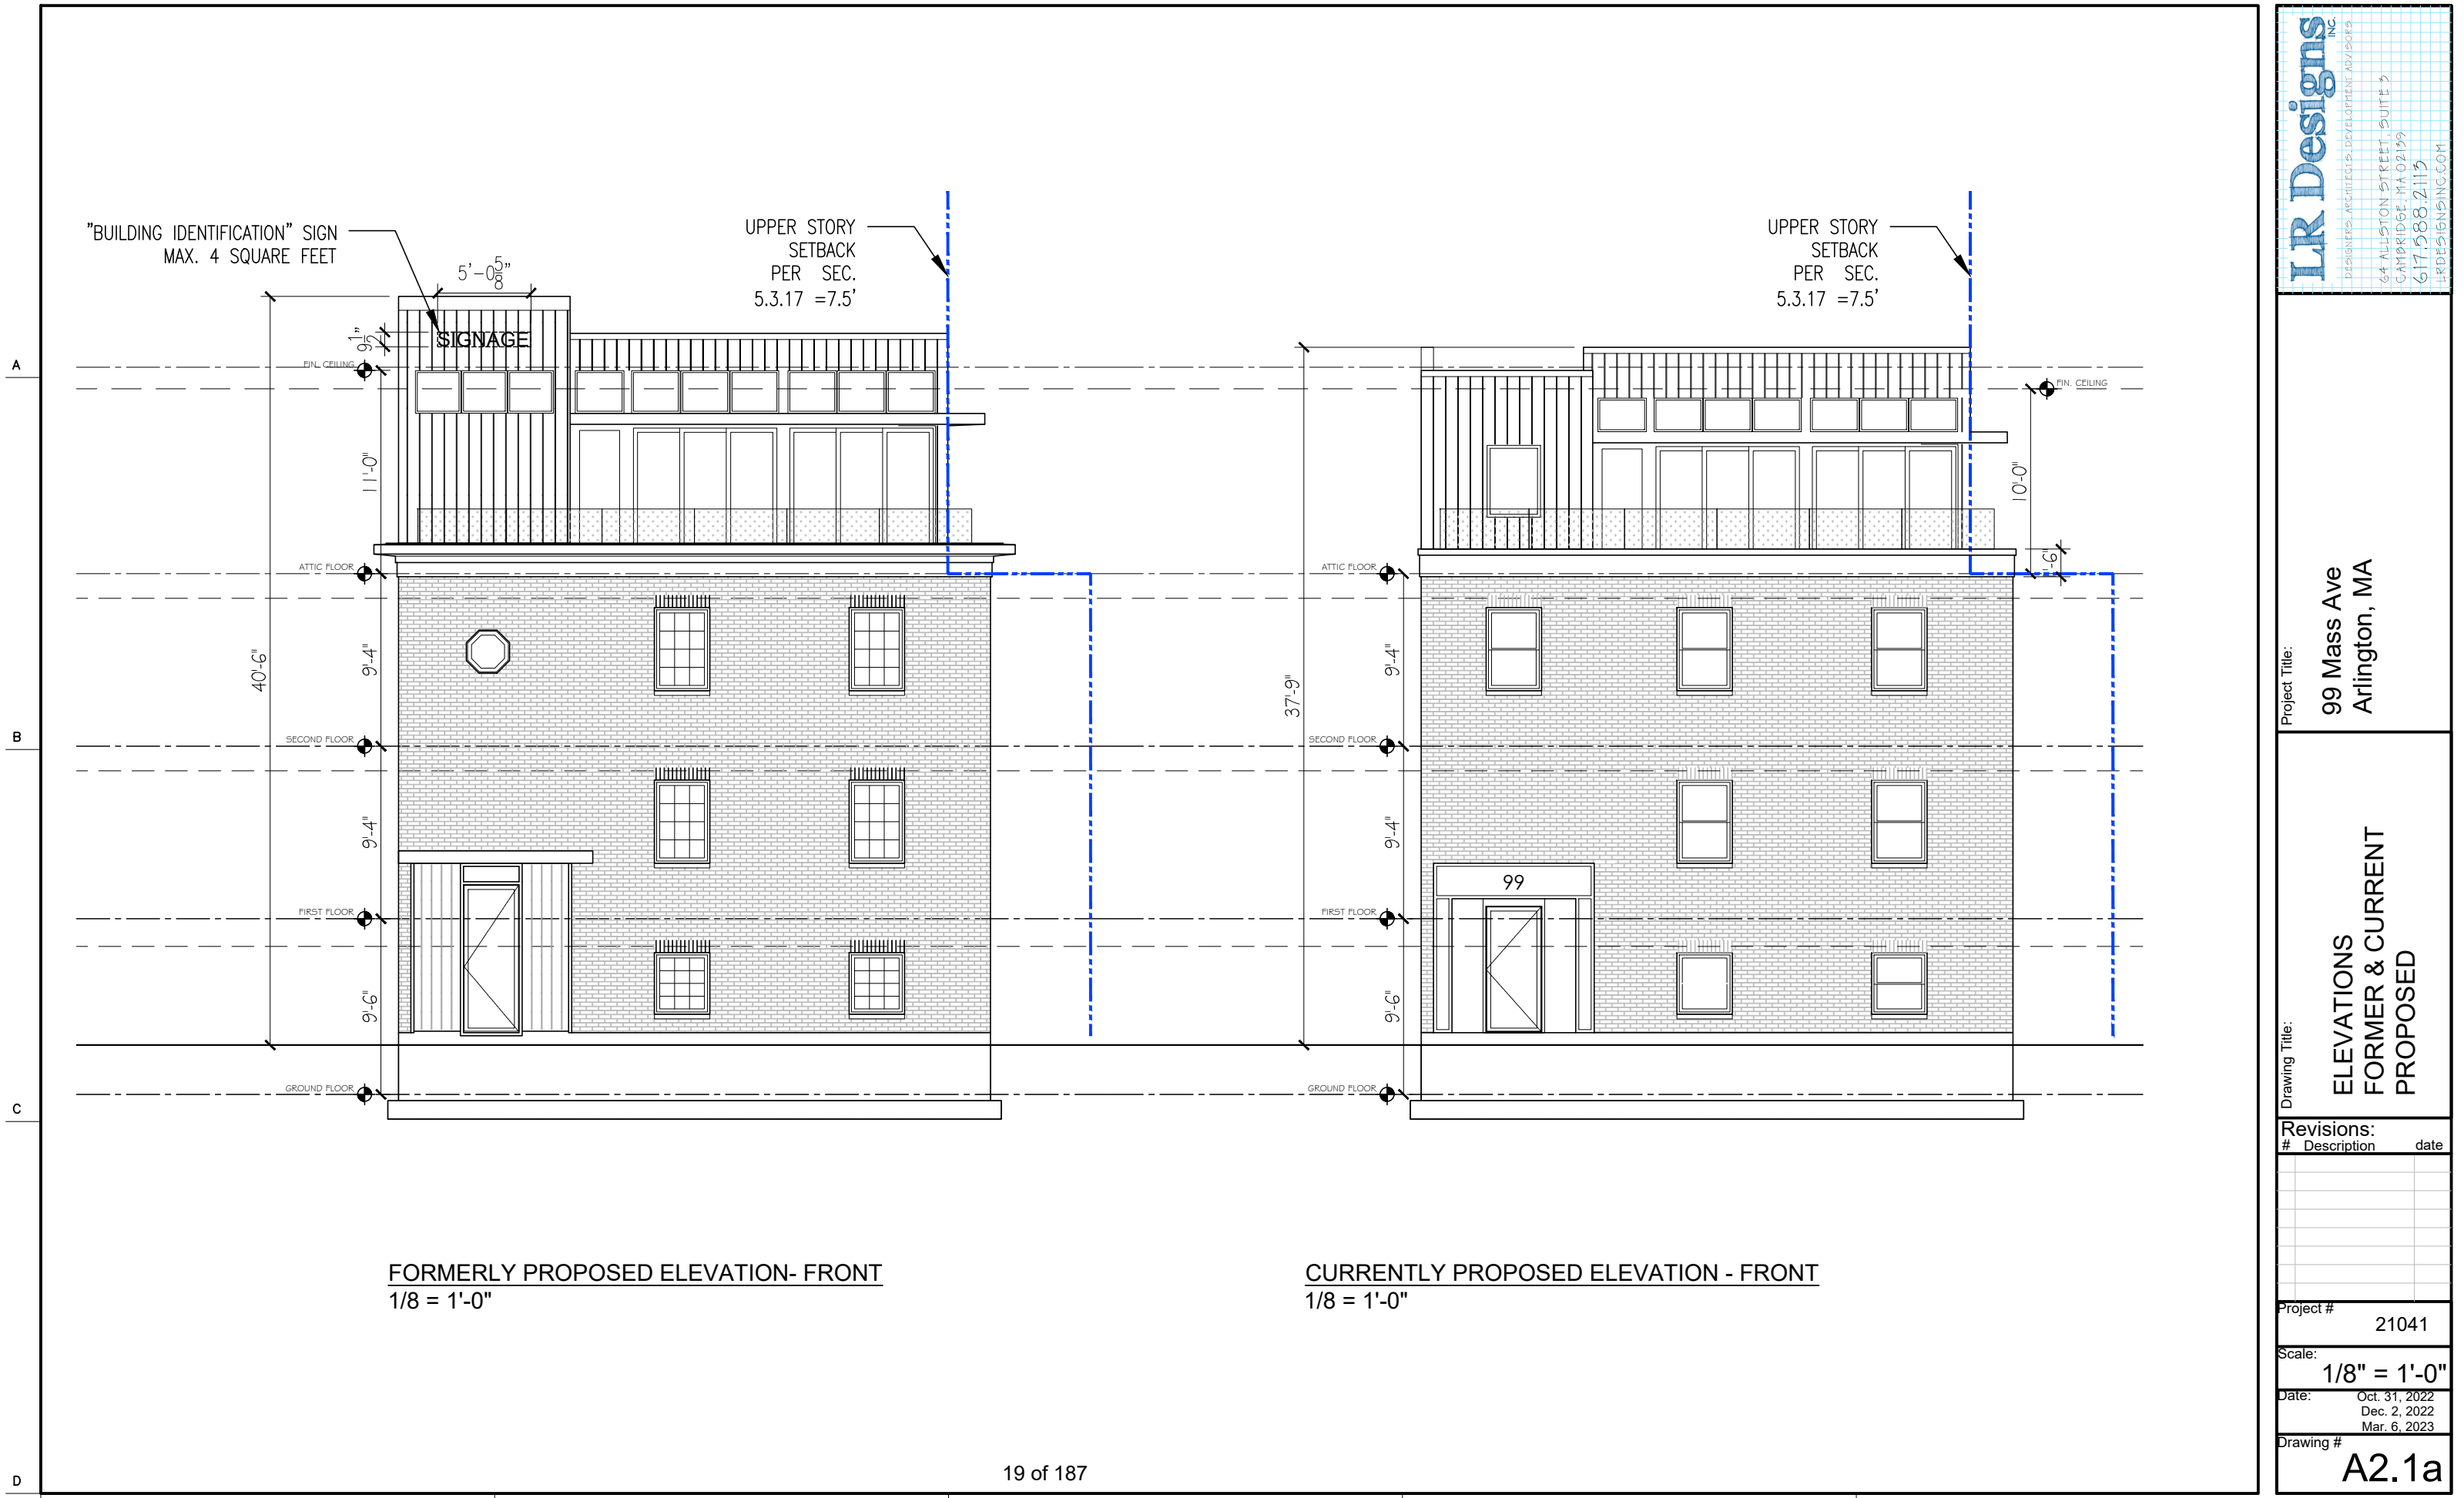 "BUILDING IDENTIFICATION" SIGN
MAX. 4 SQUARE FEET
5'-0 5/8"
9 1/2"
SIGNAGE
UPPER STORY
SETBACK
PER SEC.
5.3.17 =7.5'
FIN. CEILING
11'-0"
ATTIC FLOOR
9'-4"
40'-6"
SECOND FLOOR
9'-4"
FIRST FLOOR
9'-6"
GROUND FLOOR
FORMERLY PROPOSED ELEVATION- FRONT
1/8 = 1'-0"
UPPER STORY
SETBACK
PER SEC.
5.3.17 =7.5'
FIN. CEILING
10'-0"
ATTIC FLOOR
9'-4"
37'-9"
SECOND FLOOR
9'-4"
99
FIRST FLOOR
9'-6"
GROUND FLOOR
CURRENTLY PROPOSED ELEVATION - FRONT
1/8 = 1'-0"
A
B
C
D
19 of 187
LR Designs
INC.
DESIGNERS, ARCHITECTS, DEVELOPMENT ADVISORS
64 ALLSTON STREET, SUITE 3
CAMBRIDGE, MA 02139
617.588.2113
LRDESIGNSINC.COM
Project Title:
99 Mass Ave
Arlington, MA
Drawing Title:
ELEVATIONS
FORMER & CURRENT
PROPOSED
Revisions:
# Description date
Project #
21041
Scale:
1/8" = 1'-0"
Date:
Oct. 31, 2022
Dec. 2, 2022
Mar. 6, 2023
Drawing #
A2.1a